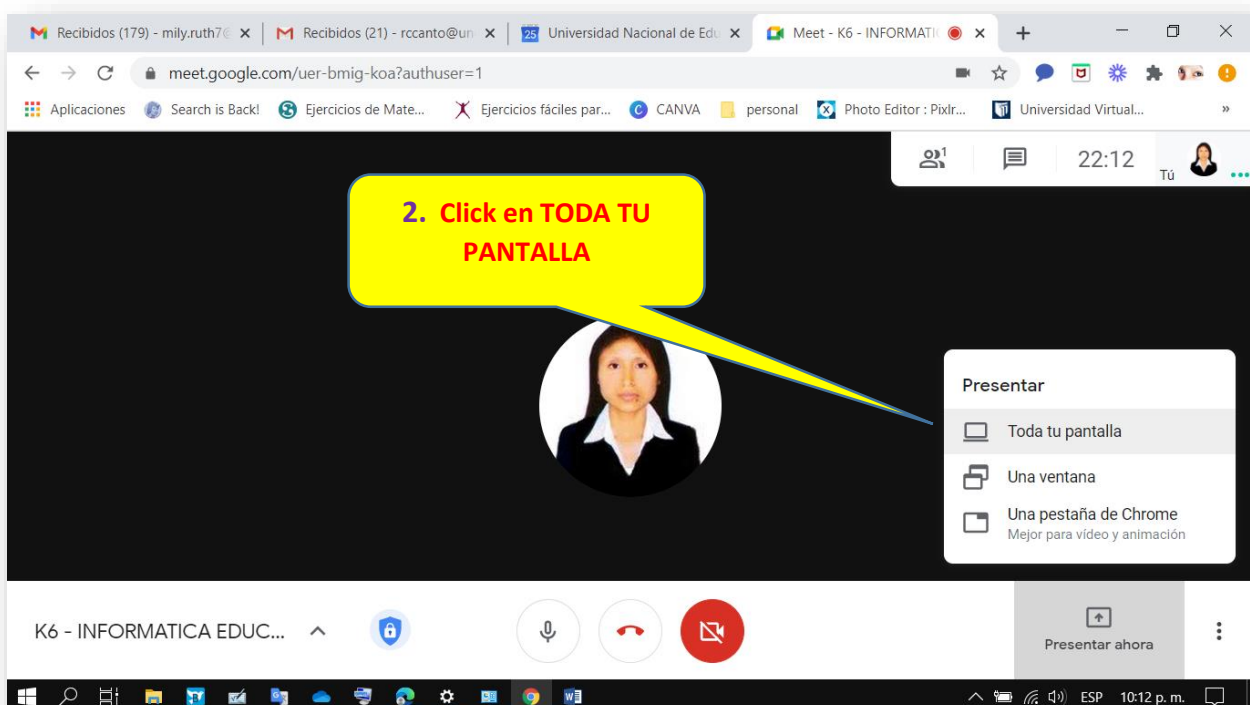 Recibidos (179) - mily.ruth7@
Recibidos (21) - rccanto@un
25
Universidad Nacional de Edu
Meet - K6 - INFORMATIC
meet.google.com/uer-bmig-koa?authuser=1
Aplicaciones
Search is Back!
Ejercicios de Mate...
Ejercicios fáciles par...
CANVA
personal
Photo Editor : Pixlr...
Universidad Virtual...
»
1
22:12
Tú
2. Click en TODA TU
PANTALLA
Presentar
Toda tu pantalla
Una ventana
Una pestaña de Chrome
Mejor para vídeo y animación
K6 - INFORMATICA EDUC...
Presentar ahora
ESP
10:12 p. m.